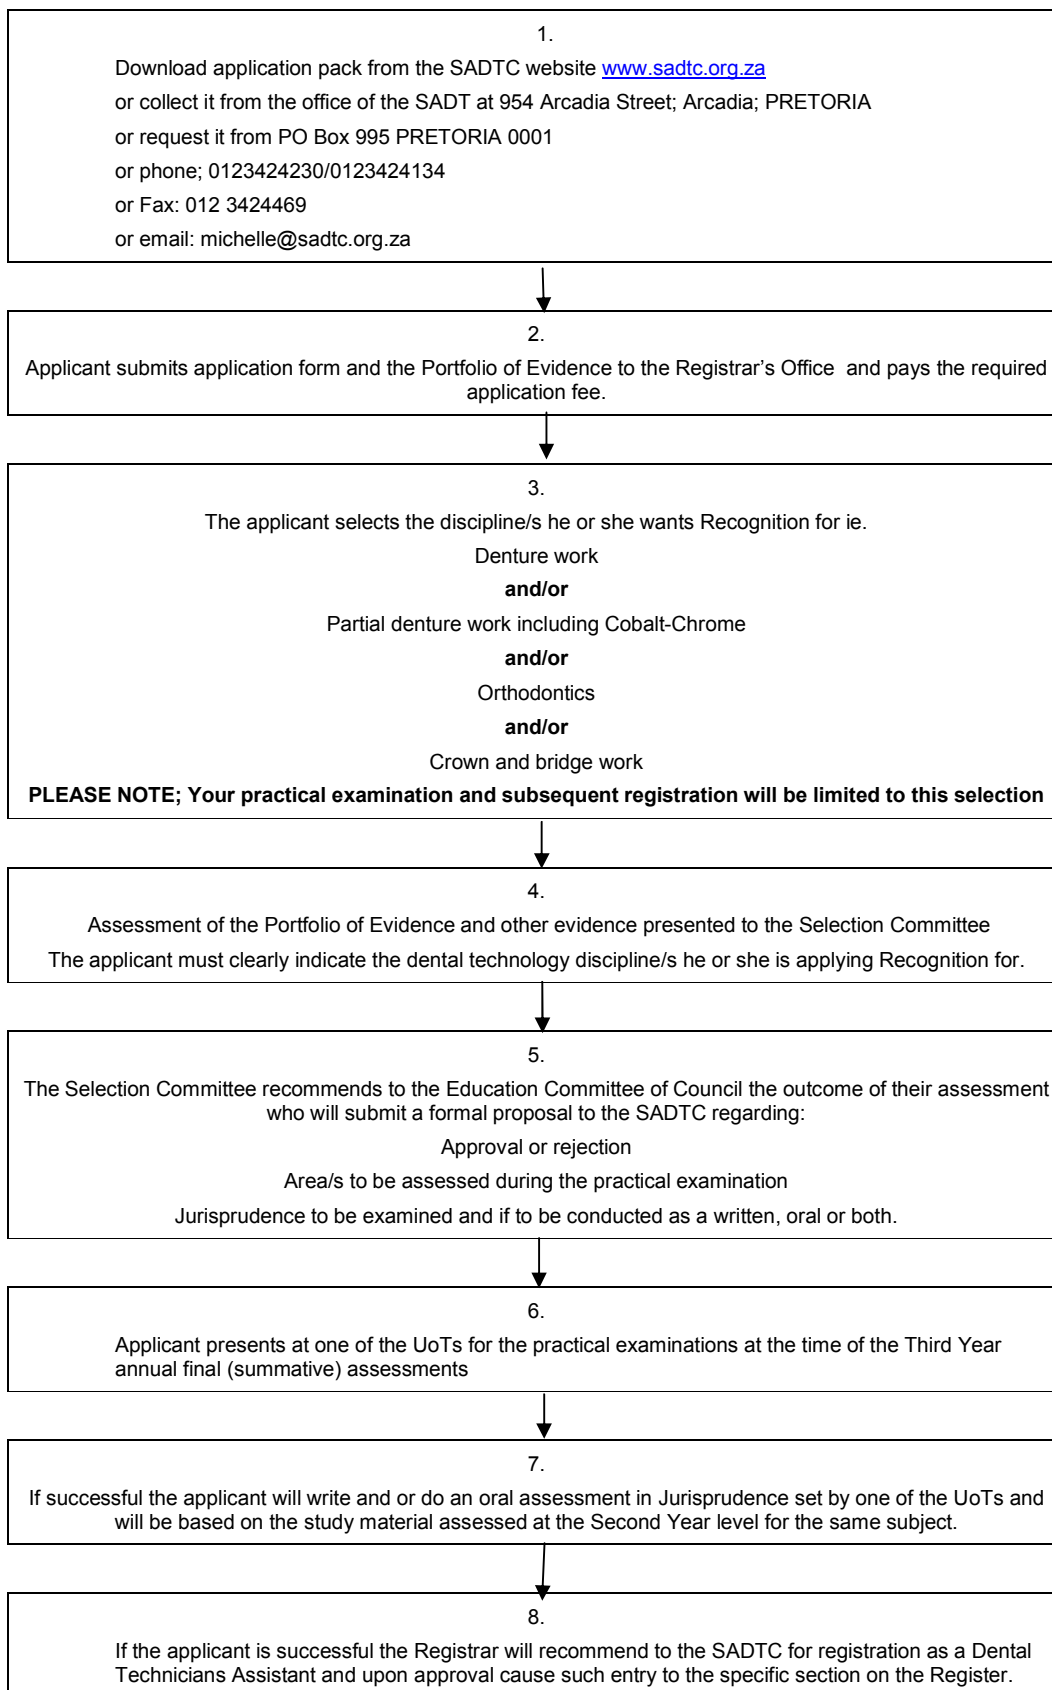 1.
Download application pack from the SADTC website www.sadtc.org.za
or collect it from the office of the SADT at 954 Arcadia Street; Arcadia; PRETORIA
or request it from PO Box 995 PRETORIA 0001
or phone; 0123424230/0123424134
or Fax: 012 3424469
or email: michelle@sadtc.org.za
2.
Applicant submits application form and the Portfolio of Evidence to the Registrar's Office and pays the required
application fee.
3.
The applicant selects the discipline/s he or she wants Recognition for ie.
Denture work
and/or
Partial denture work including Cobalt-Chrome
and/or
Orthodontics
and/or
Crown and bridge work
PLEASE NOTE; Your practical examination and subsequent registration will be limited to this selection
4.
Assessment of the Portfolio of Evidence and other evidence presented to the Selection Committee
The applicant must clearly indicate the dental technology discipline/s he or she is applying Recognition for.
5.
The Selection Committee recommends to the Education Committee of Council the outcome of their assessment
who will submit a formal proposal to the SADTC regarding:
Approval or rejection
Area/s to be assessed during the practical examination
Jurisprudence to be examined and if to be conducted as a written, oral or both.
6.
Applicant presents at one of the UoTs for the practical examinations at the time of the Third Year
annual final (summative) assessments
7.
If successful the applicant will write and or do an oral assessment in Jurisprudence set by one of the UoTs and
will be based on the study material assessed at the Second Year level for the same subject.
8.
If the applicant is successful the Registrar will recommend to the SADTC for registration as a Dental
Technicians Assistant and upon approval cause such entry to the specific section on the Register.